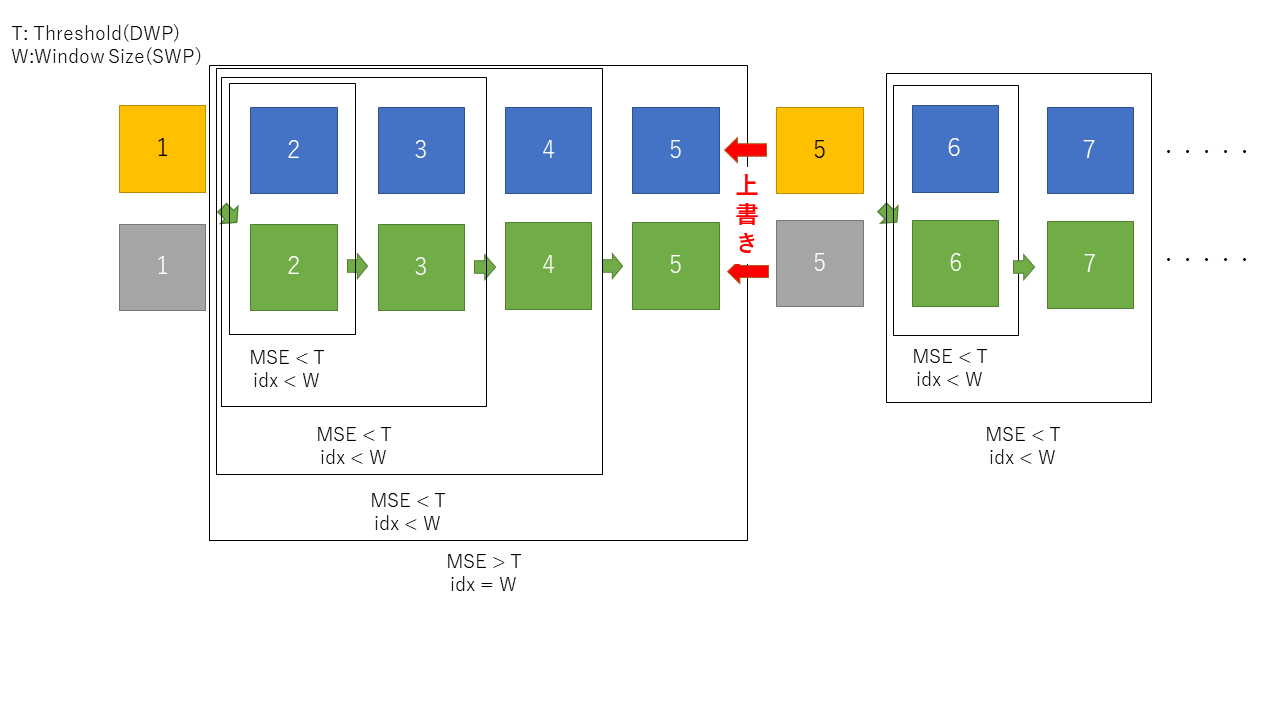 T: Threshold(DWP)
W:Window Size(SWP)
1 2 3 4 5 5 6 7 ・・・・・
上書き
1 2 3 4 5 5 6 7 ・・・・・
MSE < T
idx < W
MSE < T
idx < W
MSE < T
idx < W
MSE > T
idx = W
MSE < T
idx < W
MSE < T
idx < W